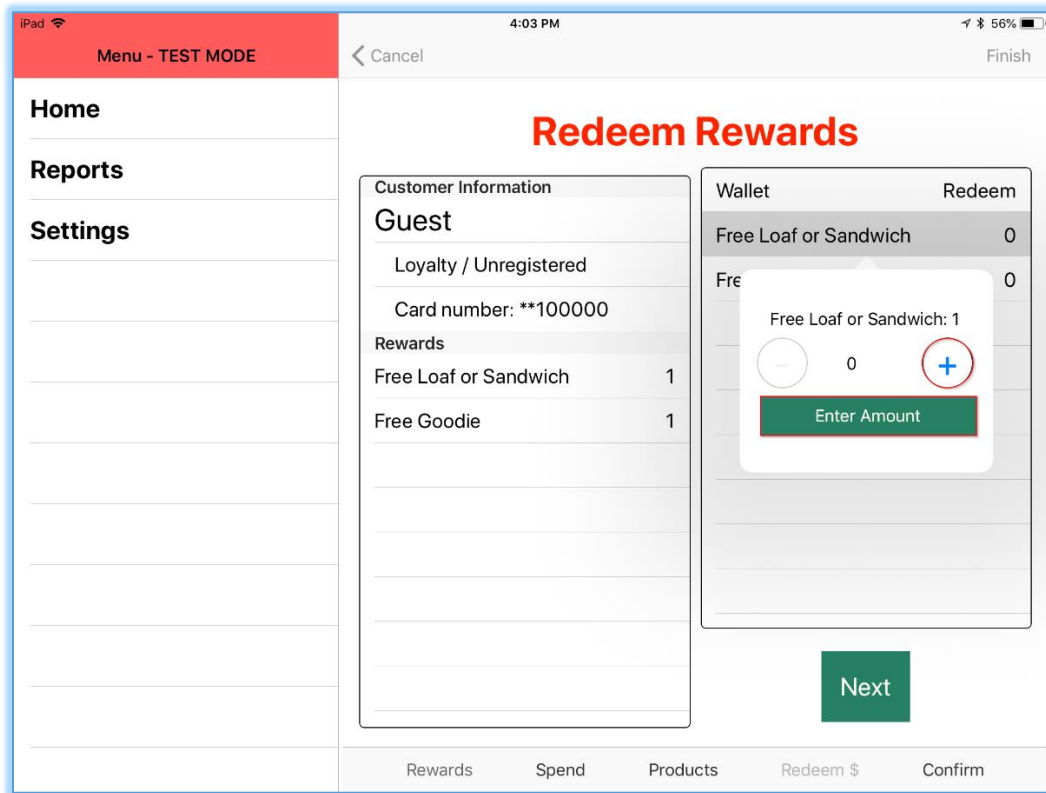 iPad 4:03 PM 56%
Menu - TEST MODE
Cancel Finish
Home
Reports
Settings
Redeem Rewards
Customer Information
Guest
Loyalty / Unregistered
Card number: **100000
Rewards
Free Loaf or Sandwich 1
Free Goodie 1
Wallet Redeem
Free Loaf or Sandwich 0
Fre 0
Free Loaf or Sandwich: 1
− 0 +
Enter Amount
Next
Rewards Spend Products Redeem $ Confirm